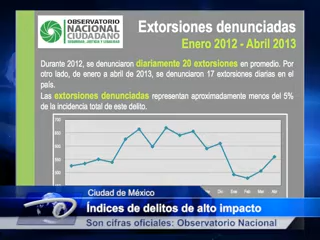 OBSERVATORIO
NACIONAL
CIUDADANO
SEGURIDAD, JUSTICIA Y LEGALIDAD
Extorsiones denunciadas
Enero 2012 - Abril 2013
Durante 2012, se denunciaron diariamente 20 extorsiones en promedio. Por
otro lado, de enero a abril de 2013, se denunciaron 17 extorsiones diarias en el
país.
Las extorsiones denunciadas representan aproximadamente menos del 5%
de la incidencia total de este delito.
Ciudad de México
Índices de delitos de alto impacto
Son cifras oficiales: Observatorio Nacional